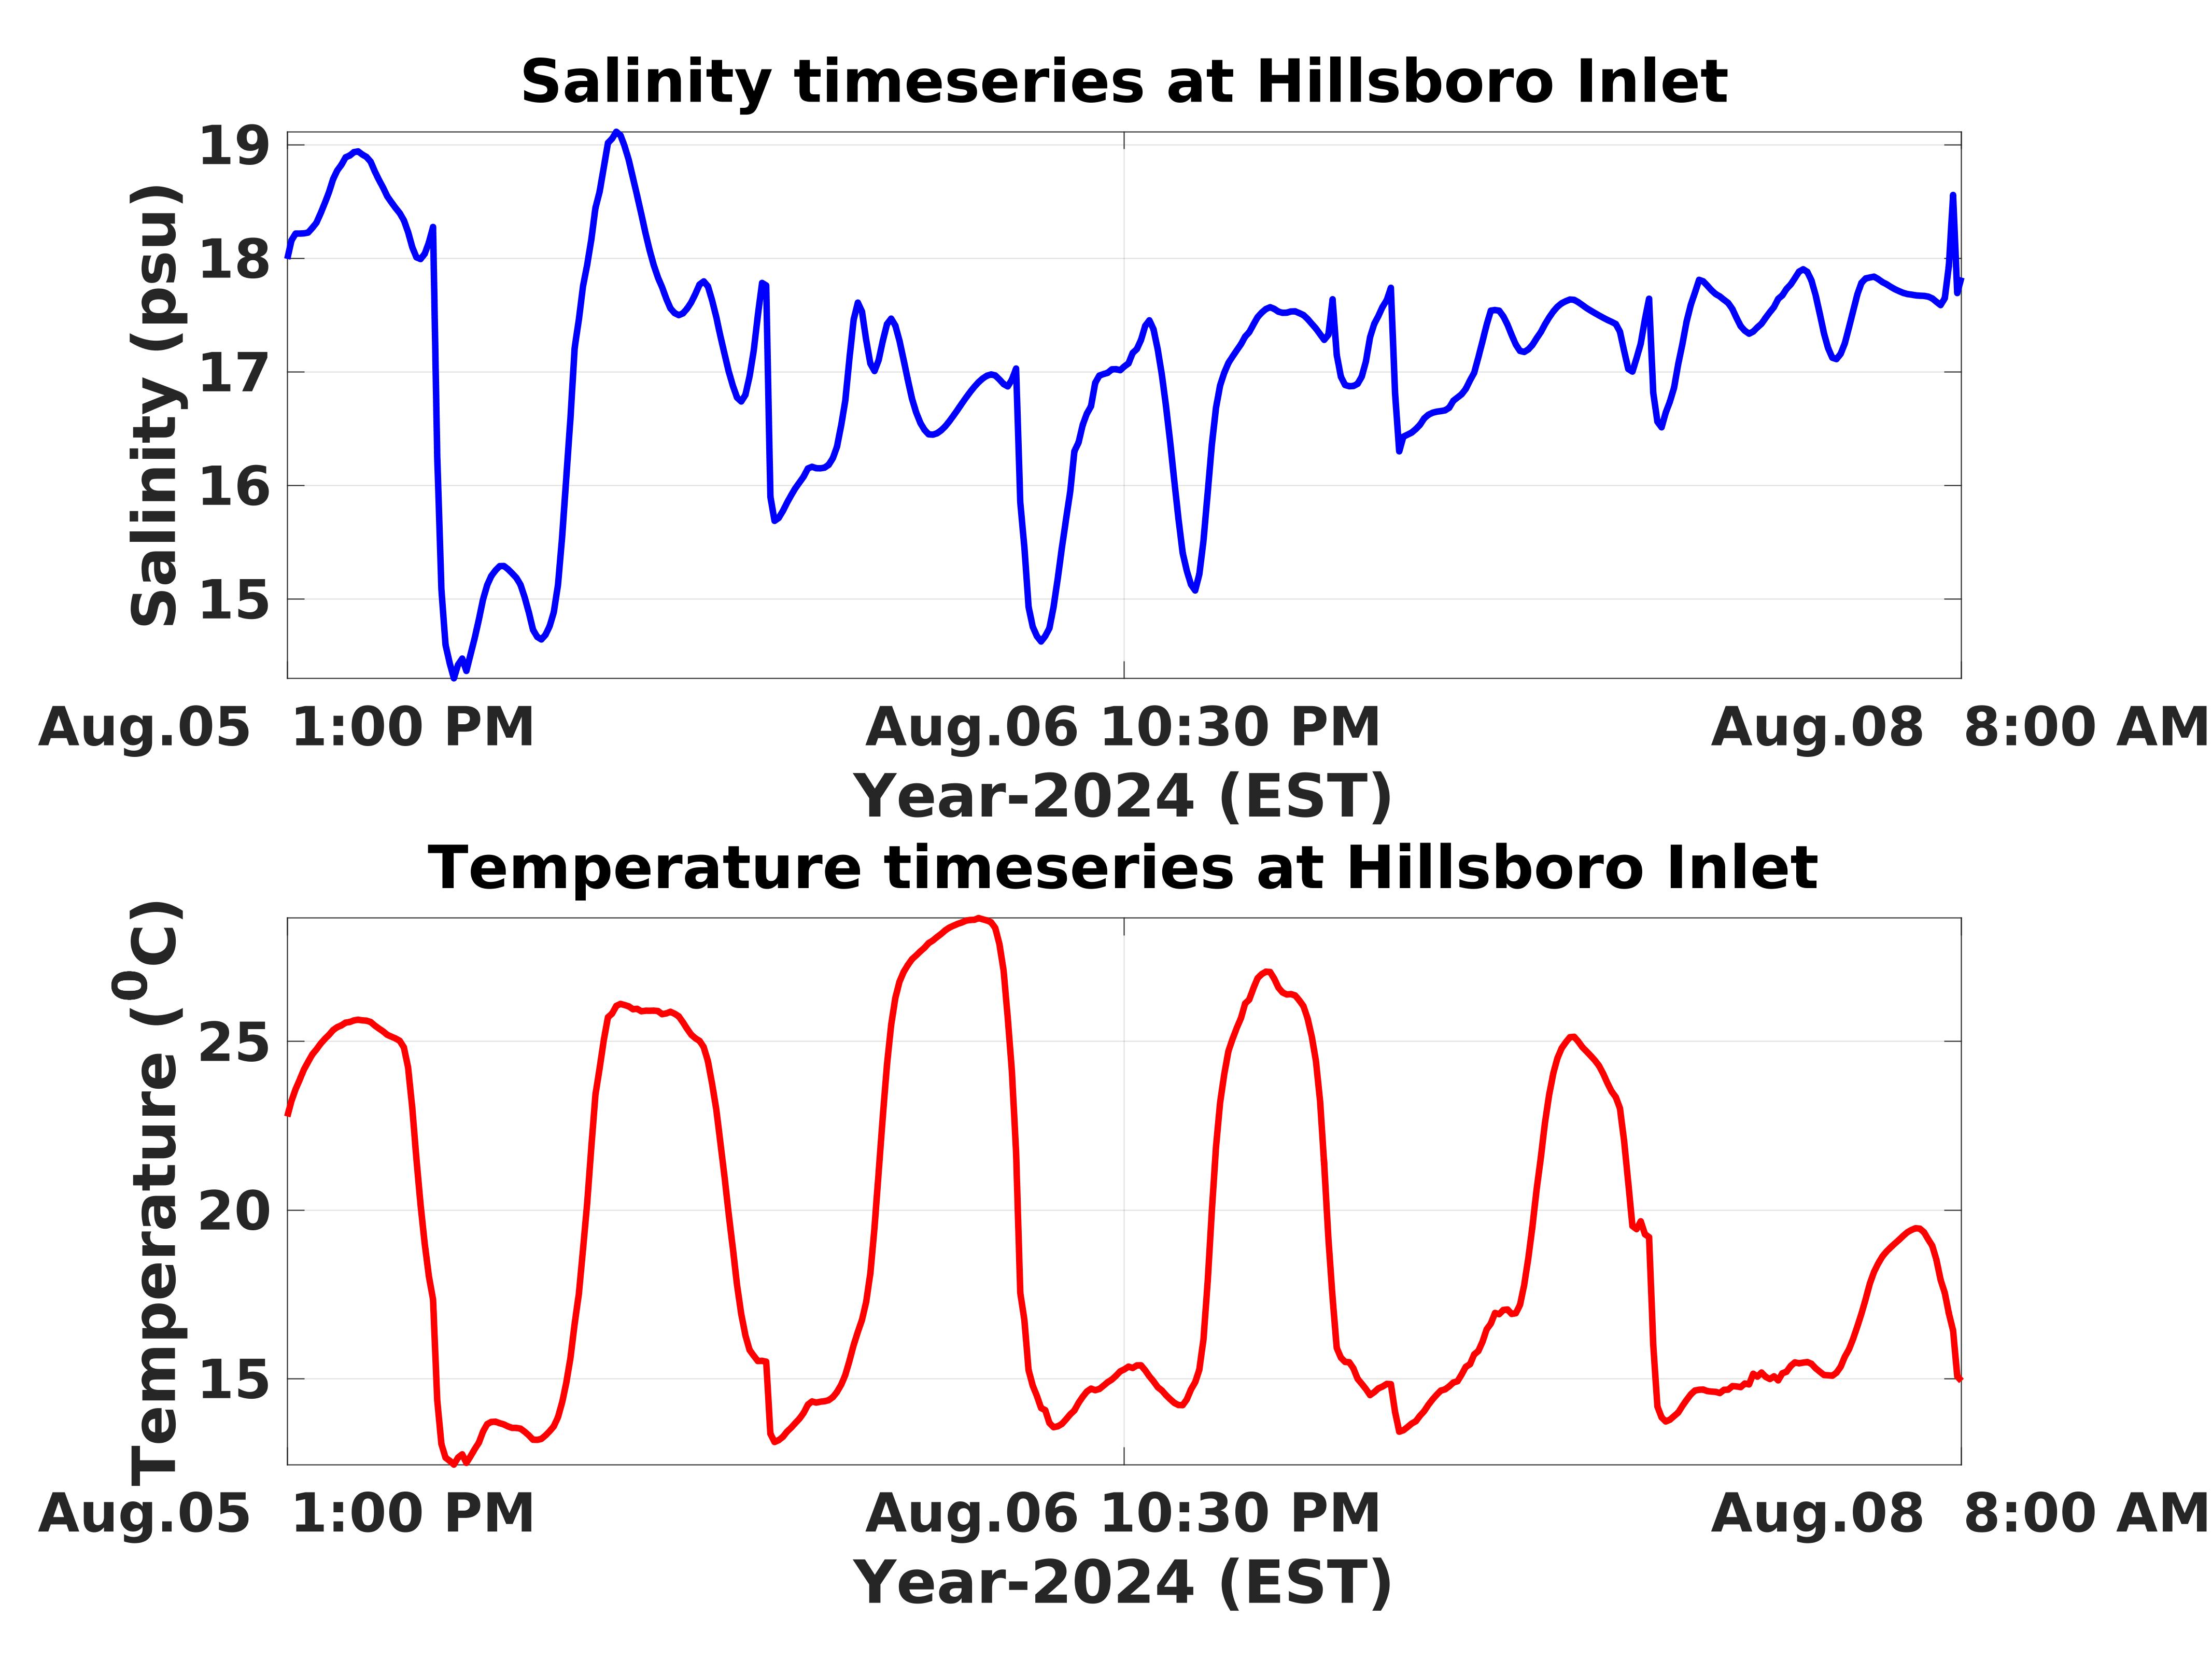 Salinity timeseries at Hillsboro Inlet
Salinity (psu)
19
18
17
16
15
Aug.05  1:00 PM Aug.06 10:30 PM Aug.08  8:00 AM
Year-2024 (EST)
Temperature timeseries at Hillsboro Inlet
Temperature (⁰C)
25
20
15
Aug.05  1:00 PM Aug.06 10:30 PM Aug.08  8:00 AM
Year-2024 (EST)